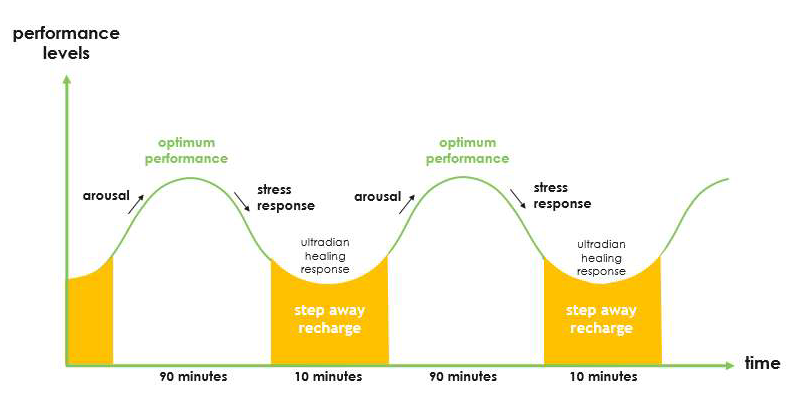 performance
levels
optimum
performance
arousal
stress
response
ultradian
healing
response
step away
recharge
optimum
performance
arousal
stress
response
ultradian
healing
response
step away
recharge
time
90 minutes
10 minutes
90 minutes
10 minutes